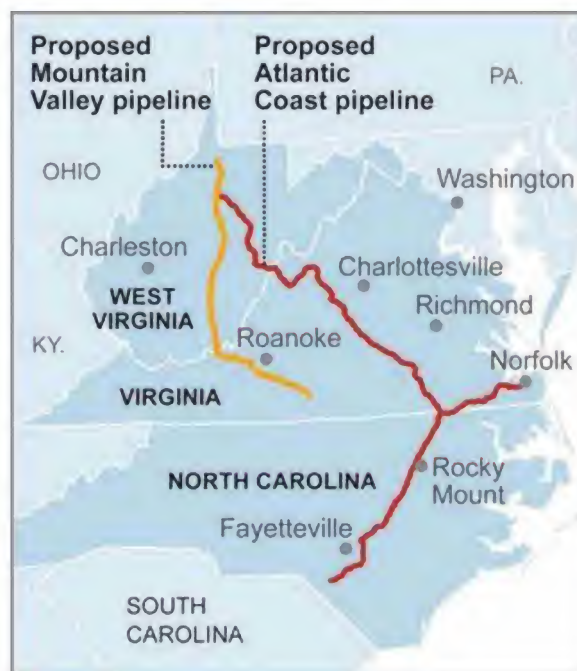 Proposed
Mountain
Valley pipeline
Proposed
Atlantic
Coast pipeline
PA.
OHIO
Washington
Charleston
Charlottesville
WEST
VIRGINIA
Richmond
KY.
Roanoke
Norfolk
VIRGINIA
NORTH CAROLINA
Rocky
Mount
Fayetteville
SOUTH
CAROLINA